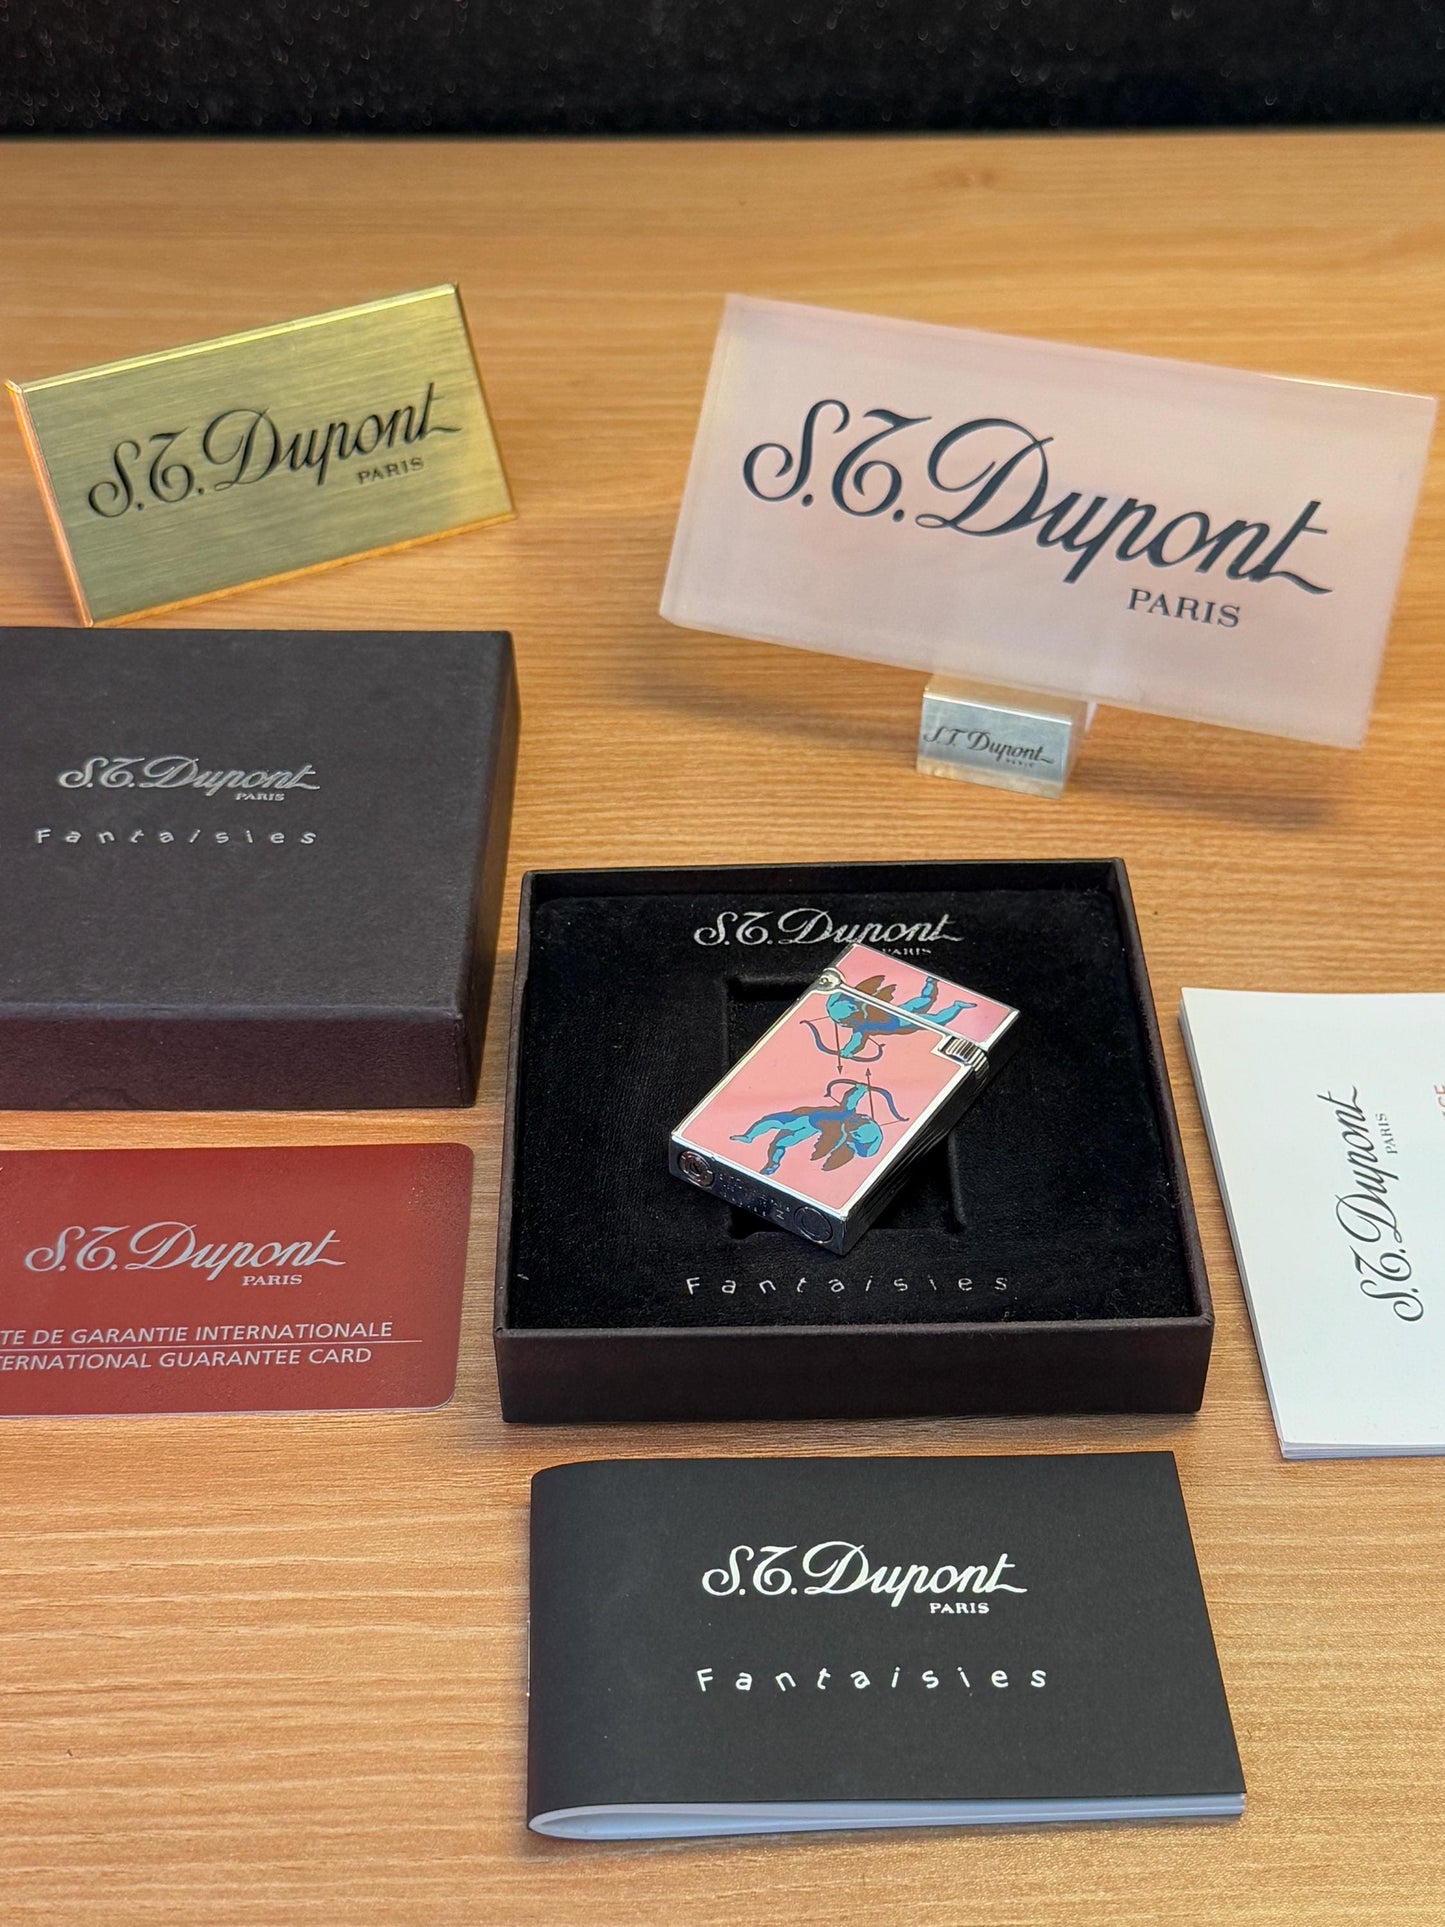 S.T. Dupont
PARIS
S.T. Dupont
PARIS
S.T. Dupont
PARIS
S.T. Dupont
PARIS
Fantaisies
S.T. Dupont
PARIS
Fantaisies
S.T. Dupont
PARIS
TE DE GARANTIE INTERNATIONALE
ERNATIONAL GUARANTEE CARD
S.T. Dupont
PARIS
S.T. Dupont
PARIS
Fantaisies